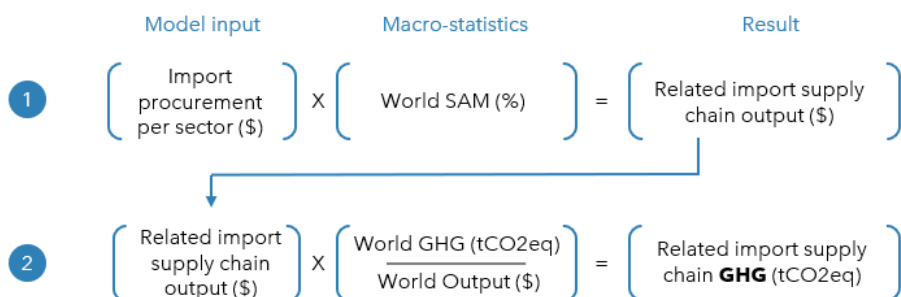 Model input
Macro-statistics
Result
1
Import
procurement
per sector ($)
X
World SAM (%)
=
Related import supply
chain output ($)
2
Related import
supply chain
output ($)
X
World GHG (tCO2eq)
World Output ($)
=
Related import supply
chain GHG (tCO2eq)